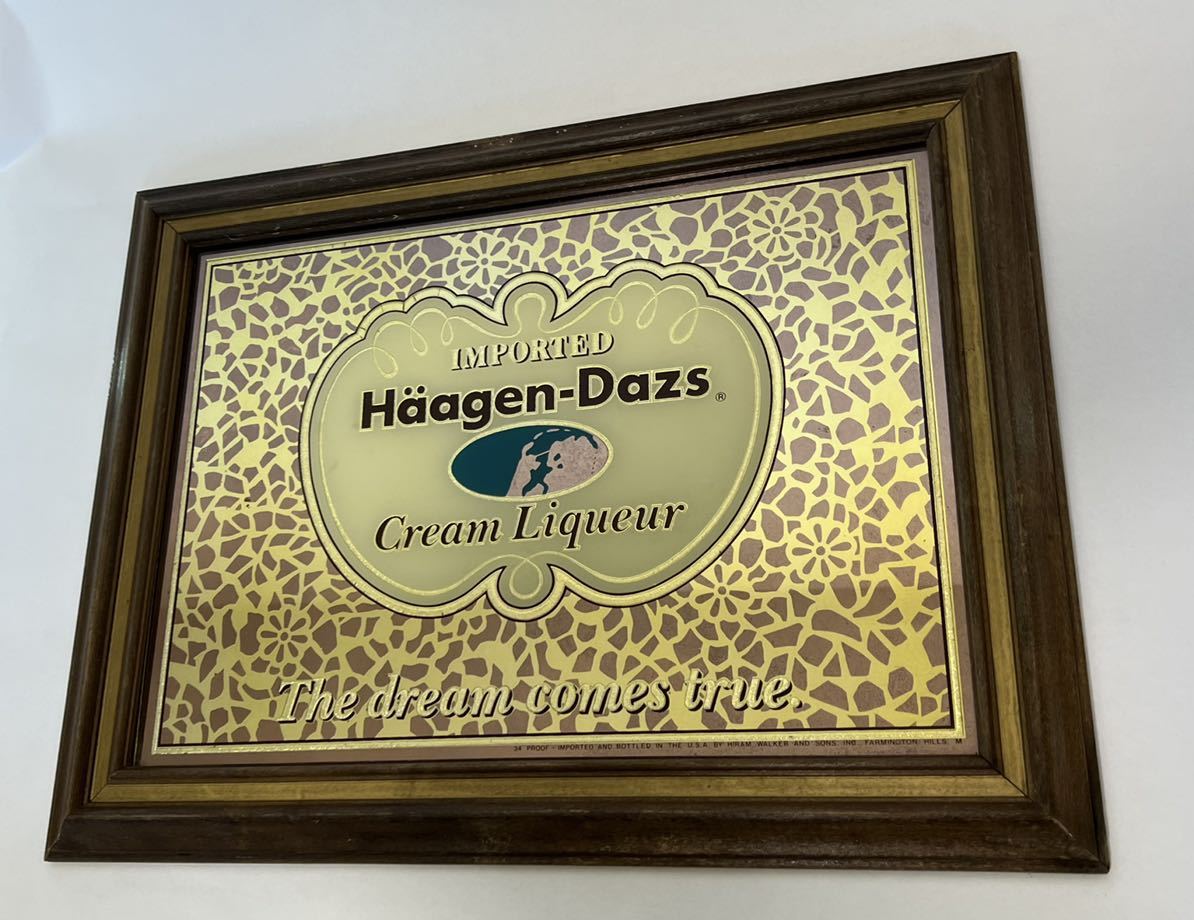 IMPORTED
Häagen-Dazs®
Cream Liqueur
The dream comes true.
34 PROOF - IMPORTED AND BOTTLED IN THE U.S.A. BY HIRAM WALKER AND SONS, INC., FARMINGTON HILLS, M